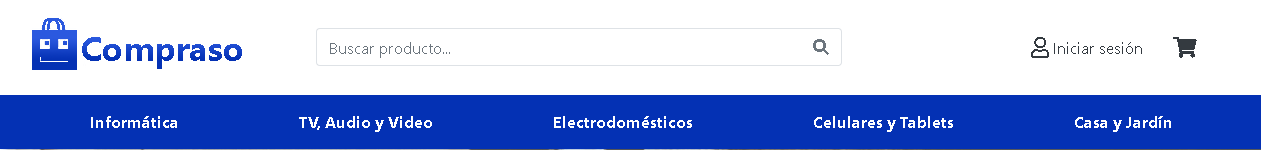 Compraso
Buscar producto...
Iniciar sesión
Informática
TV, Audio y Video
Electrodomésticos
Celulares y Tablets
Casa y Jardín